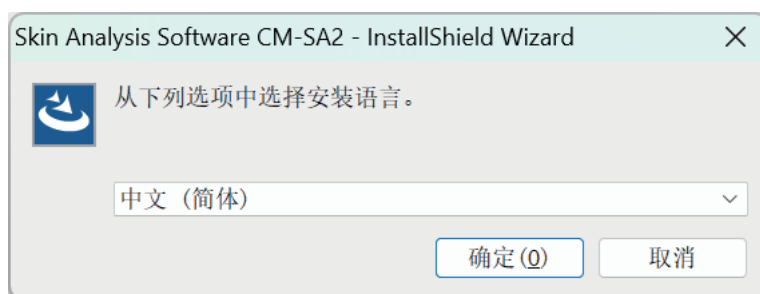 Skin Analysis Software CM-SA2 - InstallShield Wizard
从下列选项中选择安装语言。
中文 (简体)
确定(O) 取消